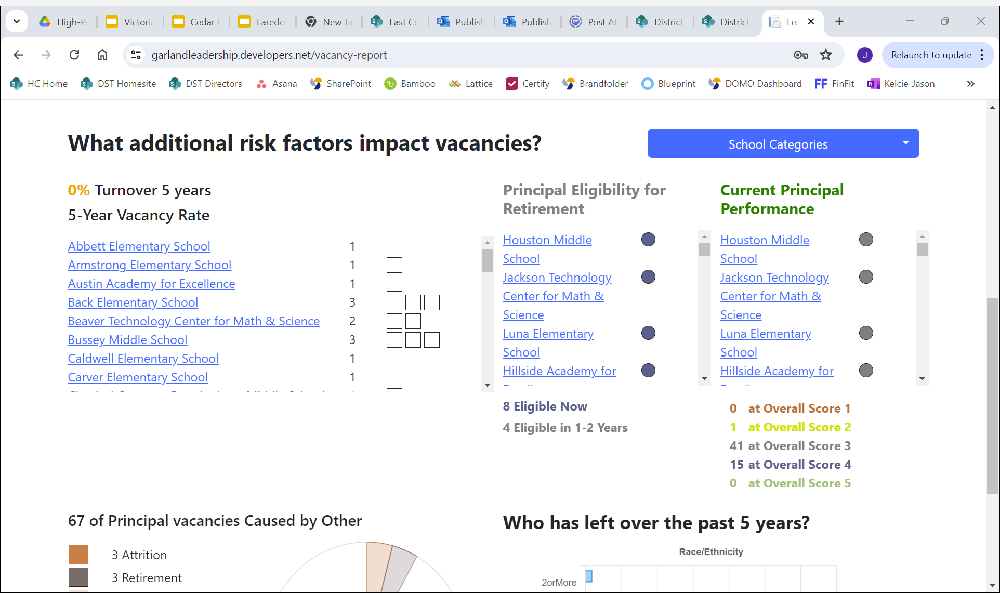 High-P
Victoria
Cedar
Laredo
New Ta
East Ce
Publish
Publish
Post At
District
District
Lea
garlandleadership.developers.net/vacancy-report
J
Relaunch to update
HC Home
DST Homesite
DST Directors
Asana
SharePoint
Bamboo
Lattice
Certify
Brandfolder
Blueprint
DOMO Dashboard
FF FinFit
Kelcie-Jason
What additional risk factors impact vacancies?
School Categories
0% Turnover 5 years
5-Year Vacancy Rate
Abbett Elementary School 1
Armstrong Elementary School 1
Austin Academy for Excellence 1
Back Elementary School 3
Beaver Technology Center for Math & Science 2
Bussey Middle School 3
Caldwell Elementary School 1
Carver Elementary School 1
Principal Eligibility for
Retirement
Houston Middle
School
Jackson Technology
Center for Math &
Science
Luna Elementary
School
Hillside Academy for
8 Eligible Now
4 Eligible in 1-2 Years
Current Principal
Performance
Houston Middle
School
Jackson Technology
Center for Math &
Science
Luna Elementary
School
Hillside Academy for
0 at Overall Score 1
1 at Overall Score 2
41 at Overall Score 3
15 at Overall Score 4
0 at Overall Score 5
67 of Principal vacancies Caused by Other
3 Attrition
3 Retirement
Who has left over the past 5 years?
Race/Ethnicity
2orMore